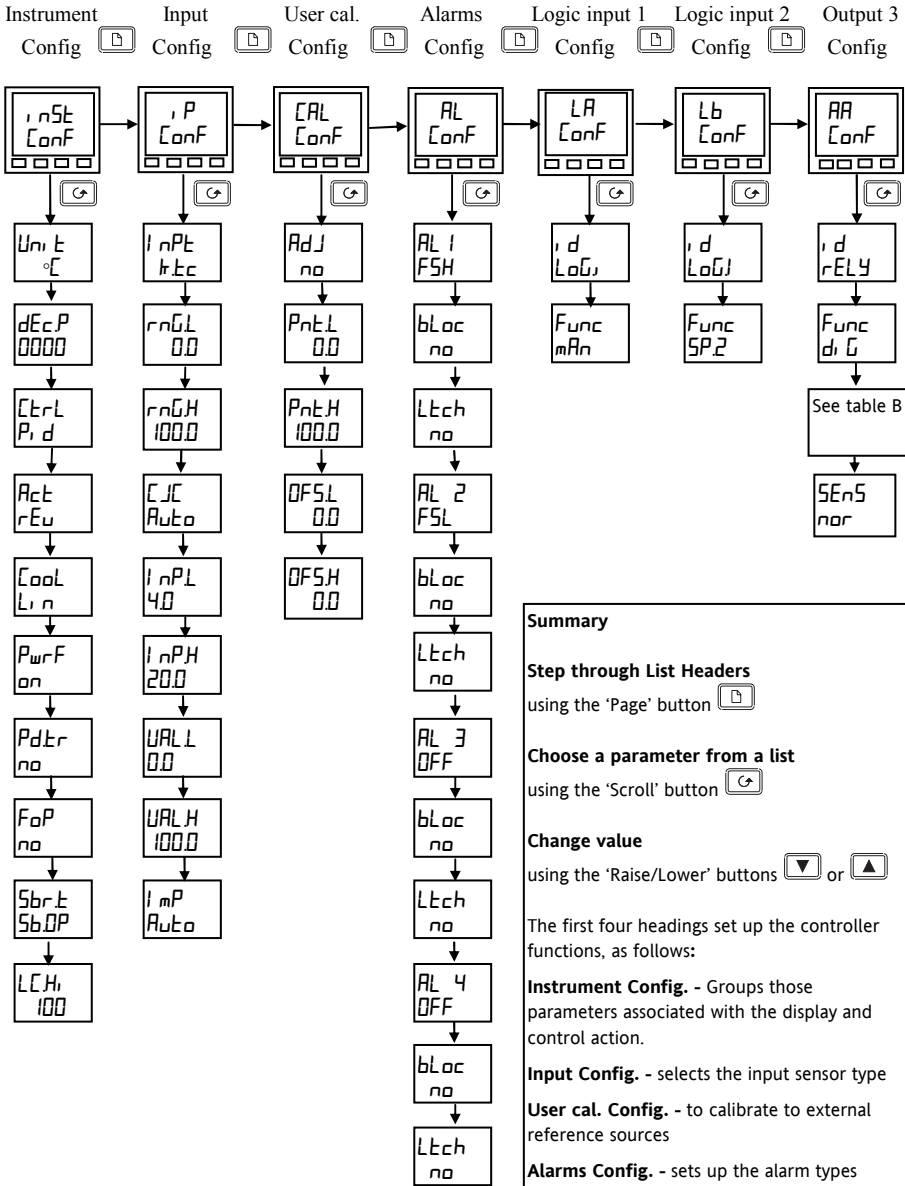 Instrument Config
Input Config
User cal. Config
Alarms Config
Logic input 1 Config
Logic input 2 Config
Output 3 Config
inSt
ConF
iP
ConF
CAL
ConF
AL
ConF
LA
ConF
Lb
ConF
AA
ConF
Unit
°C
dEc.P
0000
CtrL
Pid
Act
rEv
CooL
Lin
PwrF
on
Pd.tr
no
FoP
no
Sbr.t
Sb.OP
LC.Hi
100
InPt
k.tc
rnG.L
0.0
rnG.H
100.0
CJC
Auto
InP.L
4.0
InP.H
20.0
VAL.L
0.0
VAL.H
100.0
ImP
Auto
AdJ
no
Pnt.L
0.0
Pnt.H
100.0
OFS.L
0.0
OFS.H
0.0
AL 1
FSH
bLoc
no
Ltch
no
AL 2
FSL
bLoc
no
Ltch
no
AL 3
OFF
bLoc
no
Ltch
no
AL 4
OFF
bLoc
no
Ltch
no
id
LoGi
Func
mAn
id
LoGi
Func
SP.2
id
rELY
Func
diG
See table B
SEnS
nor
Summary
Step through List Headers
using the ‘Page’ button
Choose a parameter from a list
using the ‘Scroll’ button
Change value
using the ‘Raise/Lower’ buttons or
The first four headings set up the controller
functions, as follows:
Instrument Config. - Groups those
parameters associated with the display and
control action.
Input Config. - selects the input sensor type
User cal. Config. - to calibrate to external
reference sources
Alarms Config. - sets up the alarm types